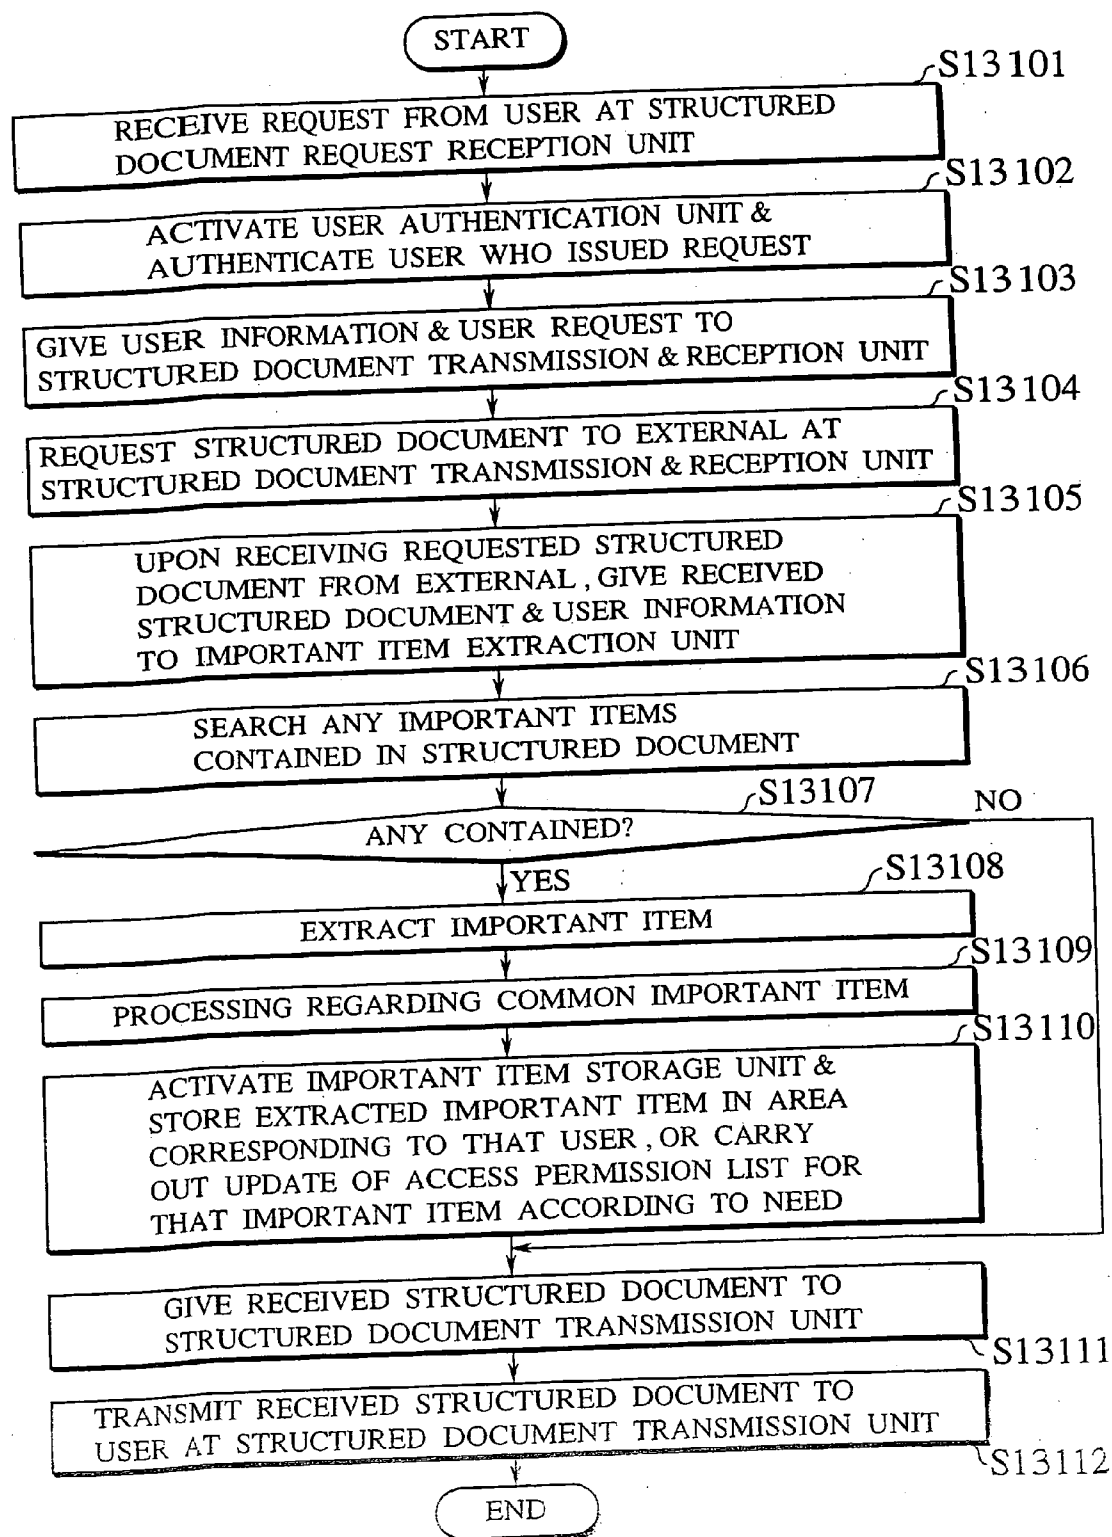 START
S13101
RECEIVE REQUEST FROM USER AT STRUCTURED
DOCUMENT REQUEST RECEPTION UNIT
S13102
ACTIVATE USER AUTHENTICATION UNIT &
AUTHENTICATE USER WHO ISSUED REQUEST
S13103
GIVE USER INFORMATION & USER REQUEST TO
STRUCTURED DOCUMENT TRANSMISSION & RECEPTION UNIT
S13104
REQUEST STRUCTURED DOCUMENT TO EXTERNAL AT
STRUCTURED DOCUMENT TRANSMISSION & RECEPTION UNIT
S13105
UPON RECEIVING REQUESTED STRUCTURED
DOCUMENT FROM EXTERNAL, GIVE RECEIVED
STRUCTURED DOCUMENT & USER INFORMATION
TO IMPORTANT ITEM EXTRACTION UNIT
S13106
SEARCH ANY IMPORTANT ITEMS
CONTAINED IN STRUCTURED DOCUMENT
S13107
NO
ANY CONTAINED?
YES
S13108
EXTRACT IMPORTANT ITEM
S13109
PROCESSING REGARDING COMMON IMPORTANT ITEM
S13110
ACTIVATE IMPORTANT ITEM STORAGE UNIT &
STORE EXTRACTED IMPORTANT ITEM IN AREA
CORRESPONDING TO THAT USER, OR CARRY
OUT UPDATE OF ACCESS PERMISSION LIST FOR
THAT IMPORTANT ITEM ACCORDING TO NEED
GIVE RECEIVED STRUCTURED DOCUMENT TO
STRUCTURED DOCUMENT TRANSMISSION UNIT
S13111
TRANSMIT RECEIVED STRUCTURED DOCUMENT TO
USER AT STRUCTURED DOCUMENT TRANSMISSION UNIT
S13112
END